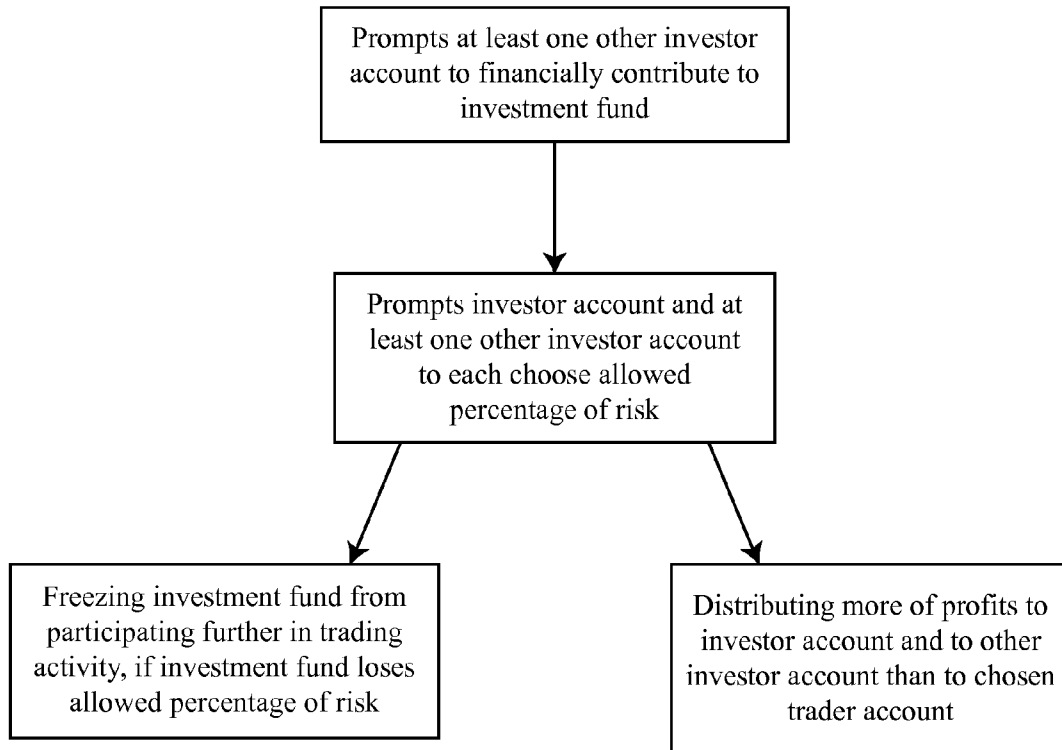 Prompts at least one other investor
account to financially contribute to
investment fund
Prompts investor account and at
least one other investor account
to each choose allowed
percentage of risk
Freezing investment fund from
participating further in trading
activity, if investment fund loses
allowed percentage of risk
Distributing more of profits to
investor account and to other
investor account than to chosen
trader account